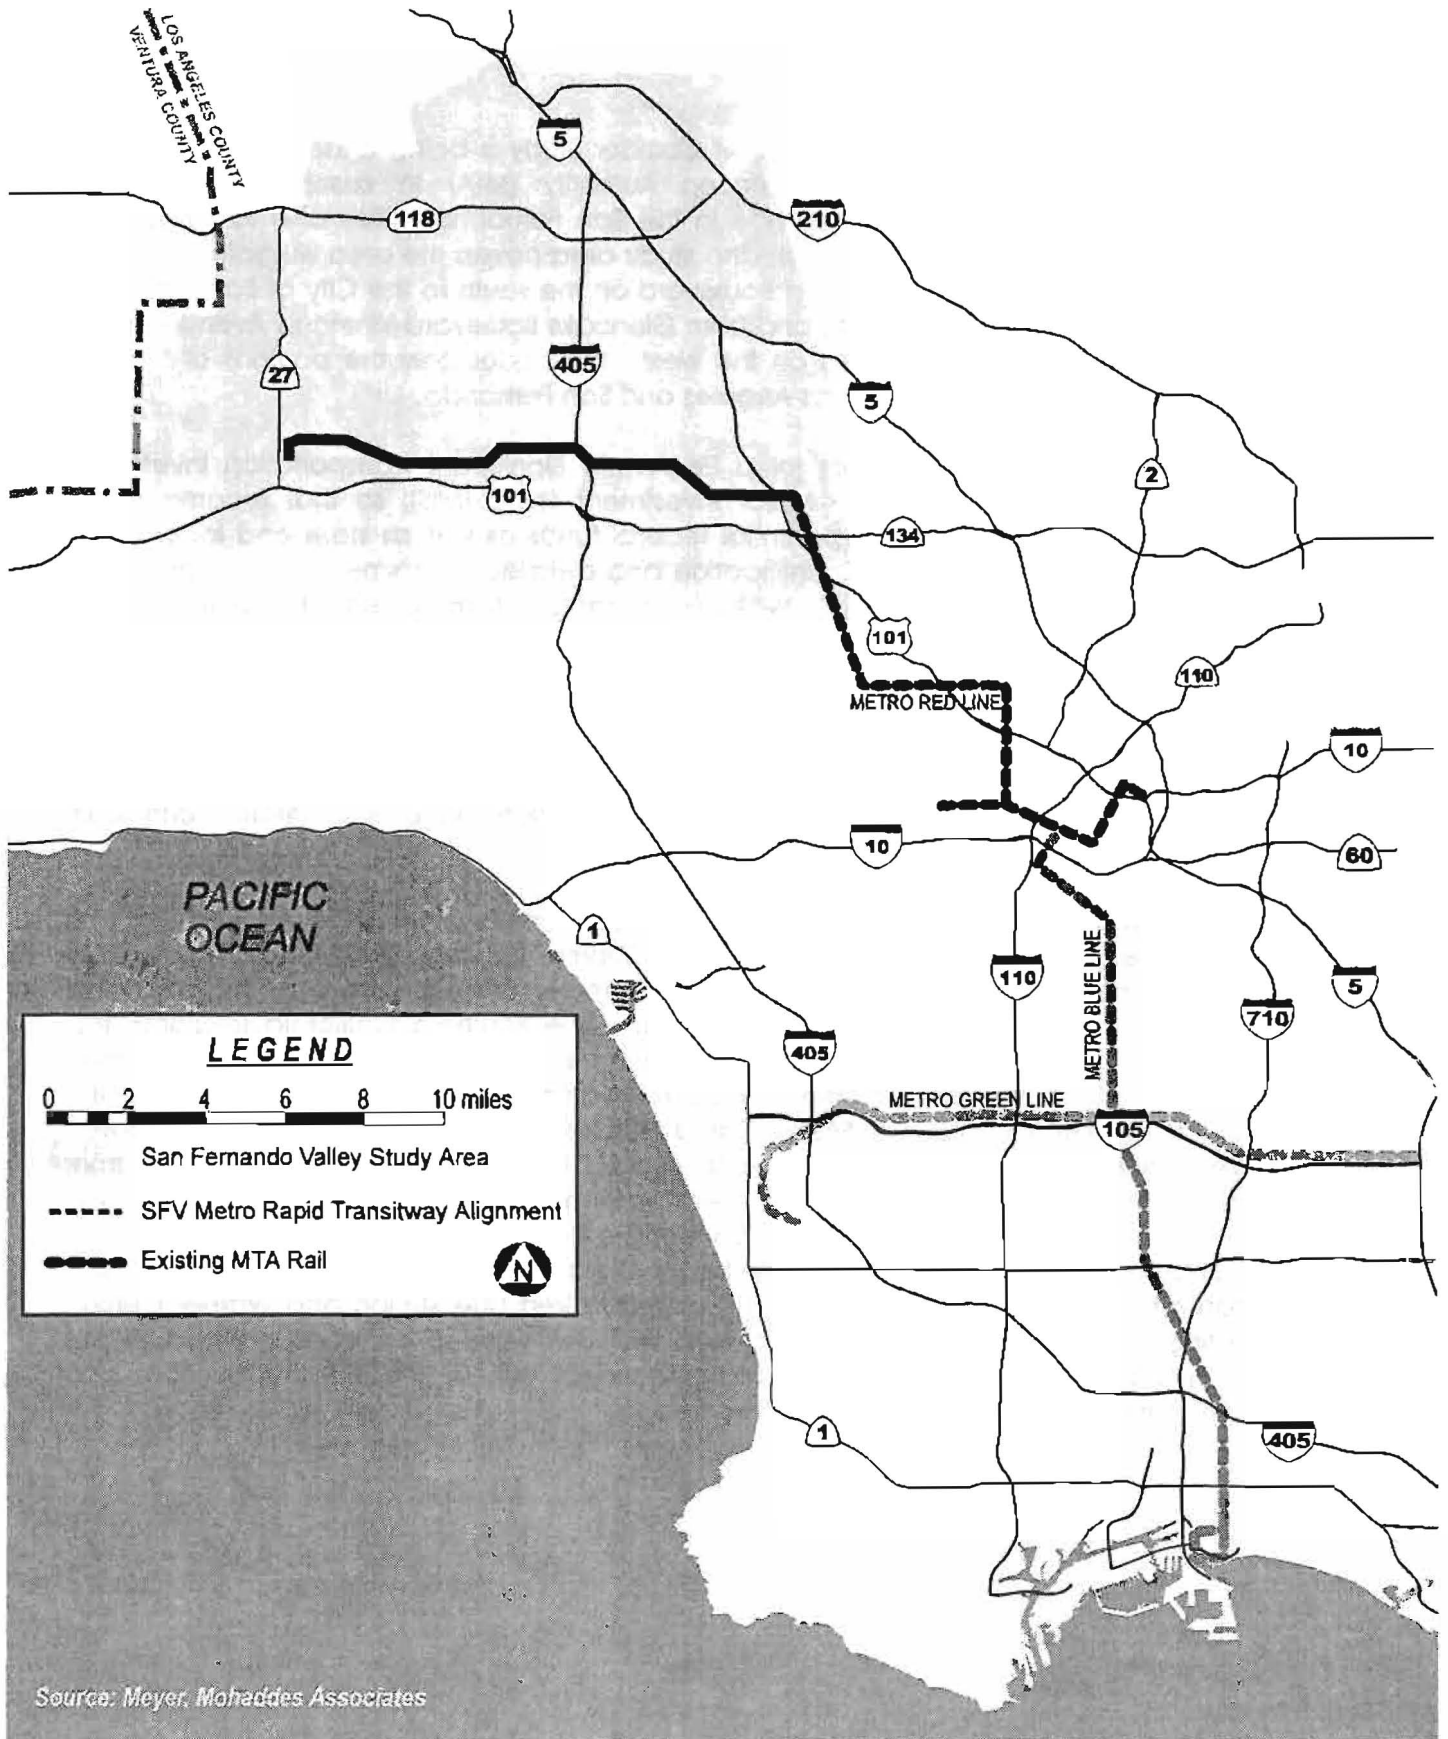 LOS ANGELES COUNTY
VENTURA COUNTY
5
118
210
405
27
5
2
101
134
101
110
METRO RED LINE
10
10
60
PACIFIC
OCEAN
1
110
METRO BLUE LINE
5
710
405
METRO GREEN LINE
105
LEGEND
0 2 4 6 8 10 miles
San Fernando Valley Study Area
SFV Metro Rapid Transitway Alignment
Existing MTA Rail
N
1
405
Source: Meyer, Mohaddes Associates